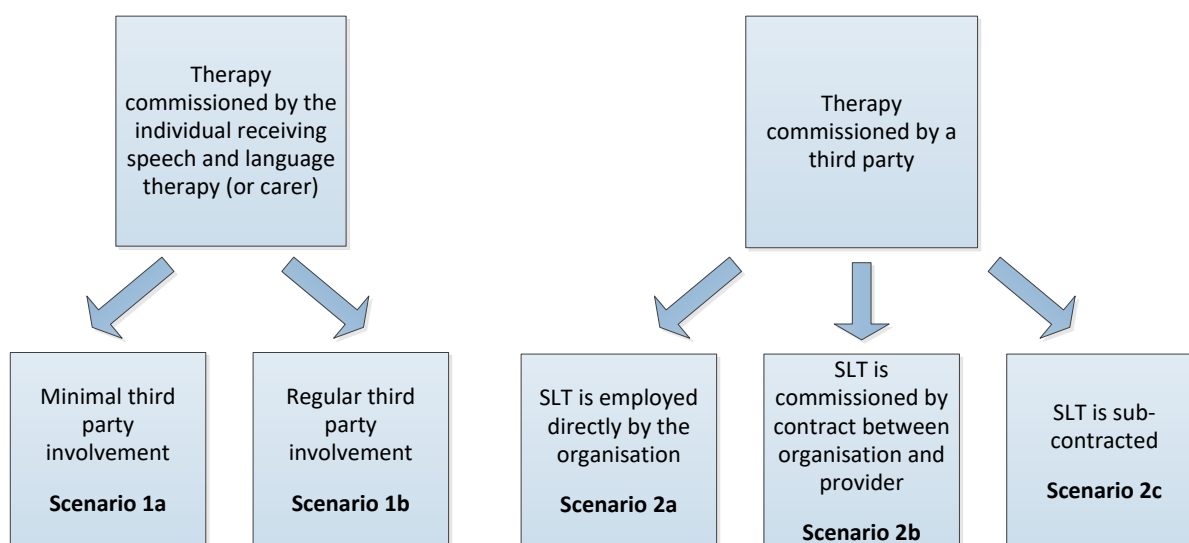 Therapy
commissioned by the
individual receiving
speech and language
therapy (or carer)
Therapy
commissioned by a
third party
Minimal third
party
involvement
Scenario 1a
Regular third
party
involvement
Scenario 1b
SLT is employed
directly by the
organisation
Scenario 2a
SLT is
commissioned by
contract between
organisation and
provider
Scenario 2b
SLT is sub-
contracted
Scenario 2c